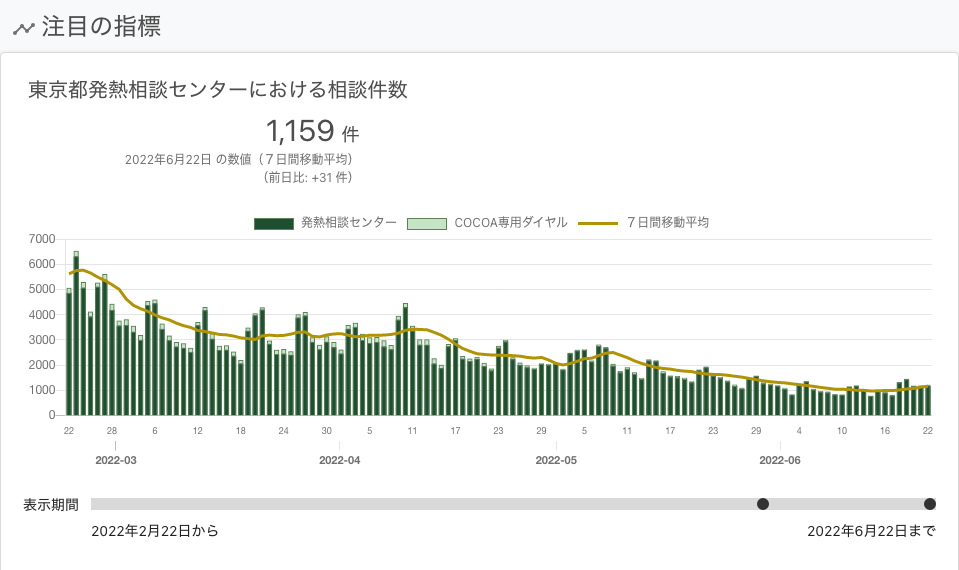 注目の指標
東京都発熱相談センターにおける相談件数
1,159 件
2022年6月22日 の数値（７日間移動平均）
（前日比: +31 件）
発熱相談センター COCOA専用ダイヤル ７日間移動平均
7000
6000
5000
4000
3000
2000
1000
0
22 28 6 12 18 24 30 5 11 17 23 29 5 11 17 23 29 4 10 16 22
2022-03 2022-04 2022-05 2022-06
表示期間
2022年2月22日から 2022年6月22日まで